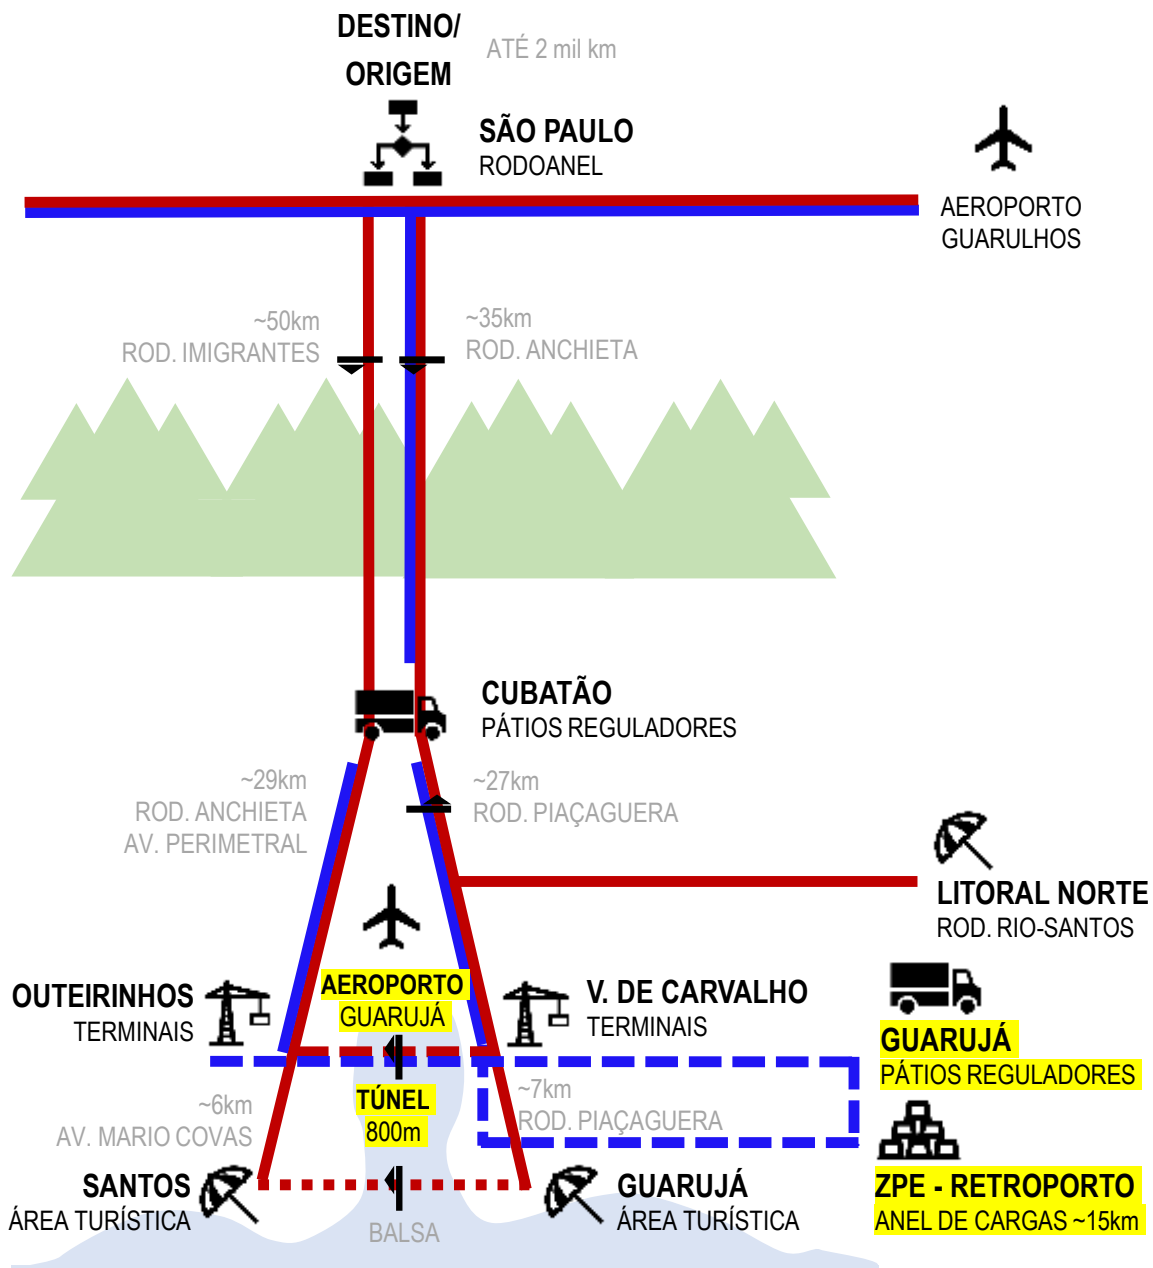 DESTINO/
ORIGEM
ATÉ 2 mil km
SÃO PAULO
RODOANEL
AEROPORTO
GUARULHOS
~50km
ROD. IMIGRANTES
~35km
ROD. ANCHIETA
CUBATÃO
PÁTIOS REGULADORES
~29km
ROD. ANCHIETA
AV. PERIMETRAL
~27km
ROD. PIAÇAGUERA
LITORAL NORTE
ROD. RIO-SANTOS
OUTEIRINHOS
TERMINAIS
AEROPORTO
GUARUJÁ
V. DE CARVALHO
TERMINAIS
GUARUJÁ
PÁTIOS REGULADORES
TÚNEL
800m
~6km
AV. MARIO COVAS
~7km
ROD. PIAÇAGUERA
SANTOS
ÁREA TURÍSTICA
BALSA
GUARUJÁ
ÁREA TURÍSTICA
ZPE - RETROPORTO
ANEL DE CARGAS ~15km